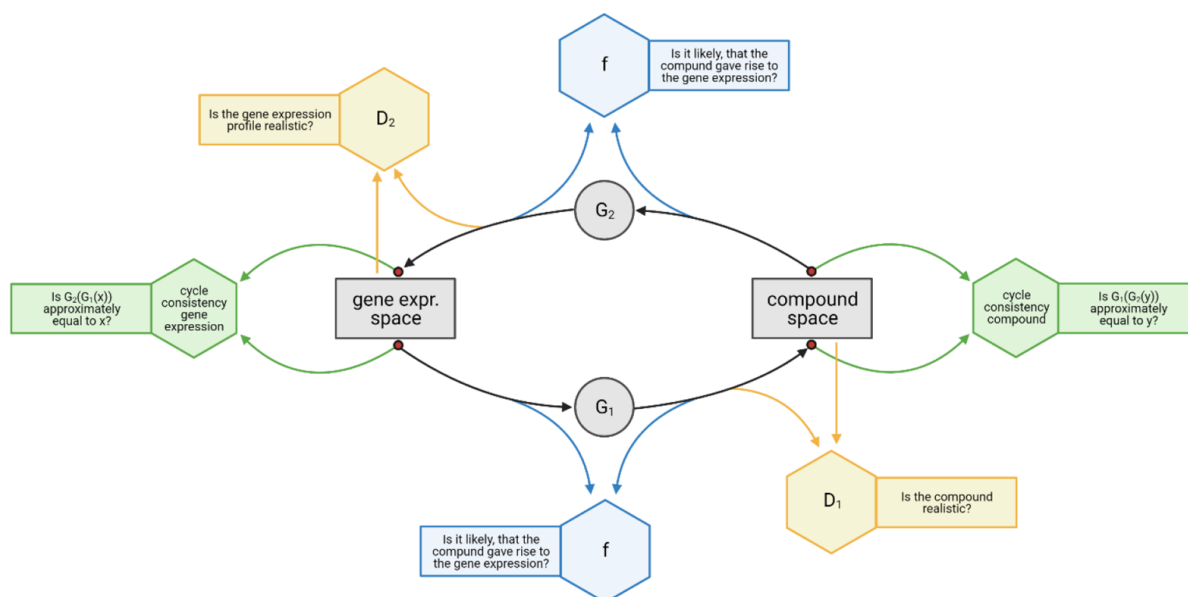 f
Is it likely, that the
compund gave rise to
the gene expression?
Is the gene expression
profile realistic?
D₂
G₂
Is G₂(G₁(x))
approximately
equal to x?
cycle
consistency
gene
expression
gene expr.
space
compound
space
cycle
consistency
compound
Is G₁(G₂(y))
approximately
equal to y?
G₁
D₁
Is the compound
realistic?
Is it likely, that the
compund gave rise to
the gene expression?
f